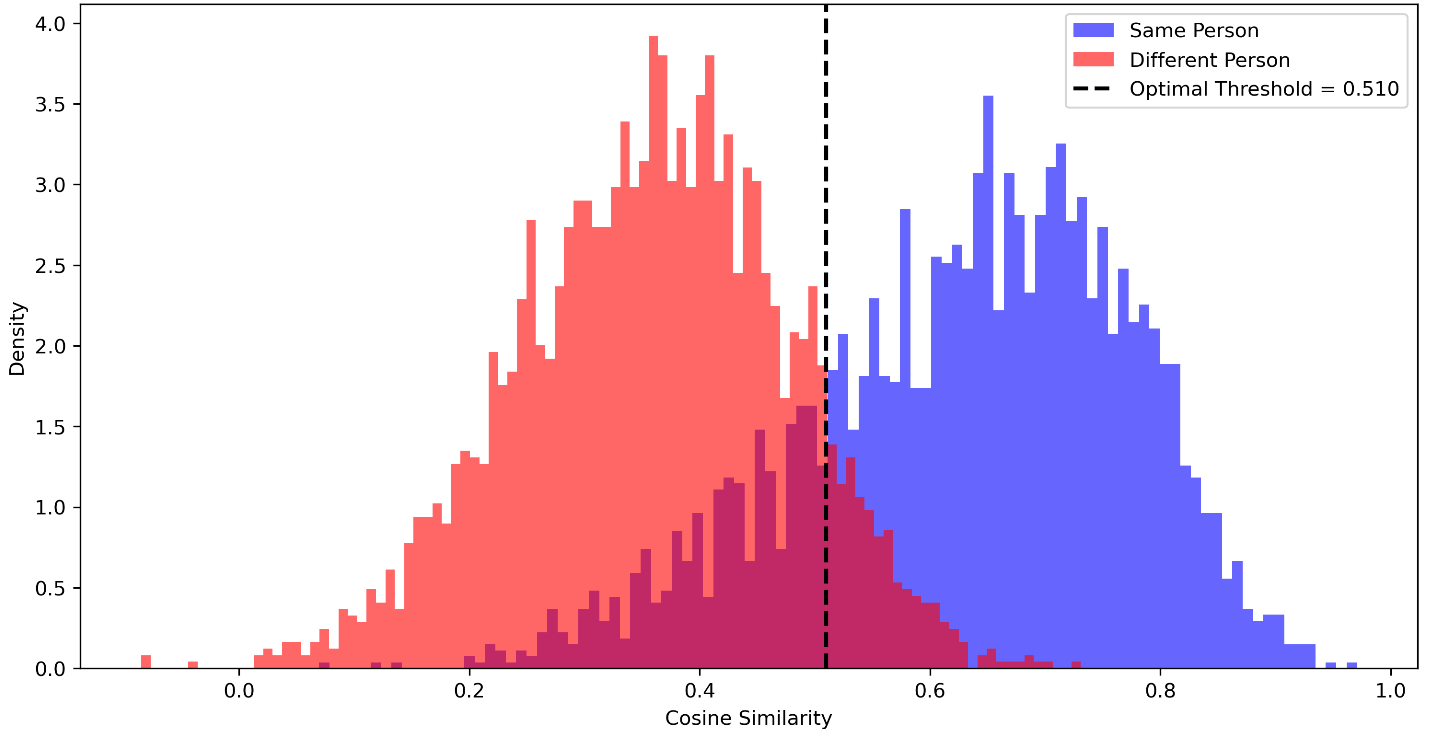 4.0
3.5
3.0
2.5
2.0
1.5
1.0
0.5
0.0
Density
Same Person
Different Person
Optimal Threshold = 0.510
0.0 0.2 0.4 0.6 0.8 1.0
Cosine Similarity